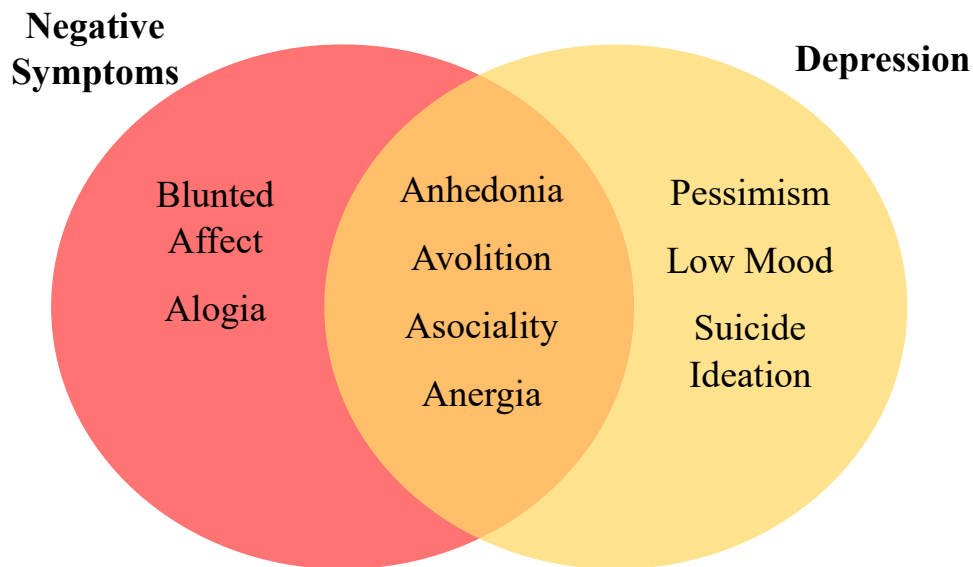 Negative
Symptoms
Depression
Blunted
Affect
Alogia
Anhedonia
Avolition
Asociality
Anergia
Pessimism
Low Mood
Suicide
Ideation